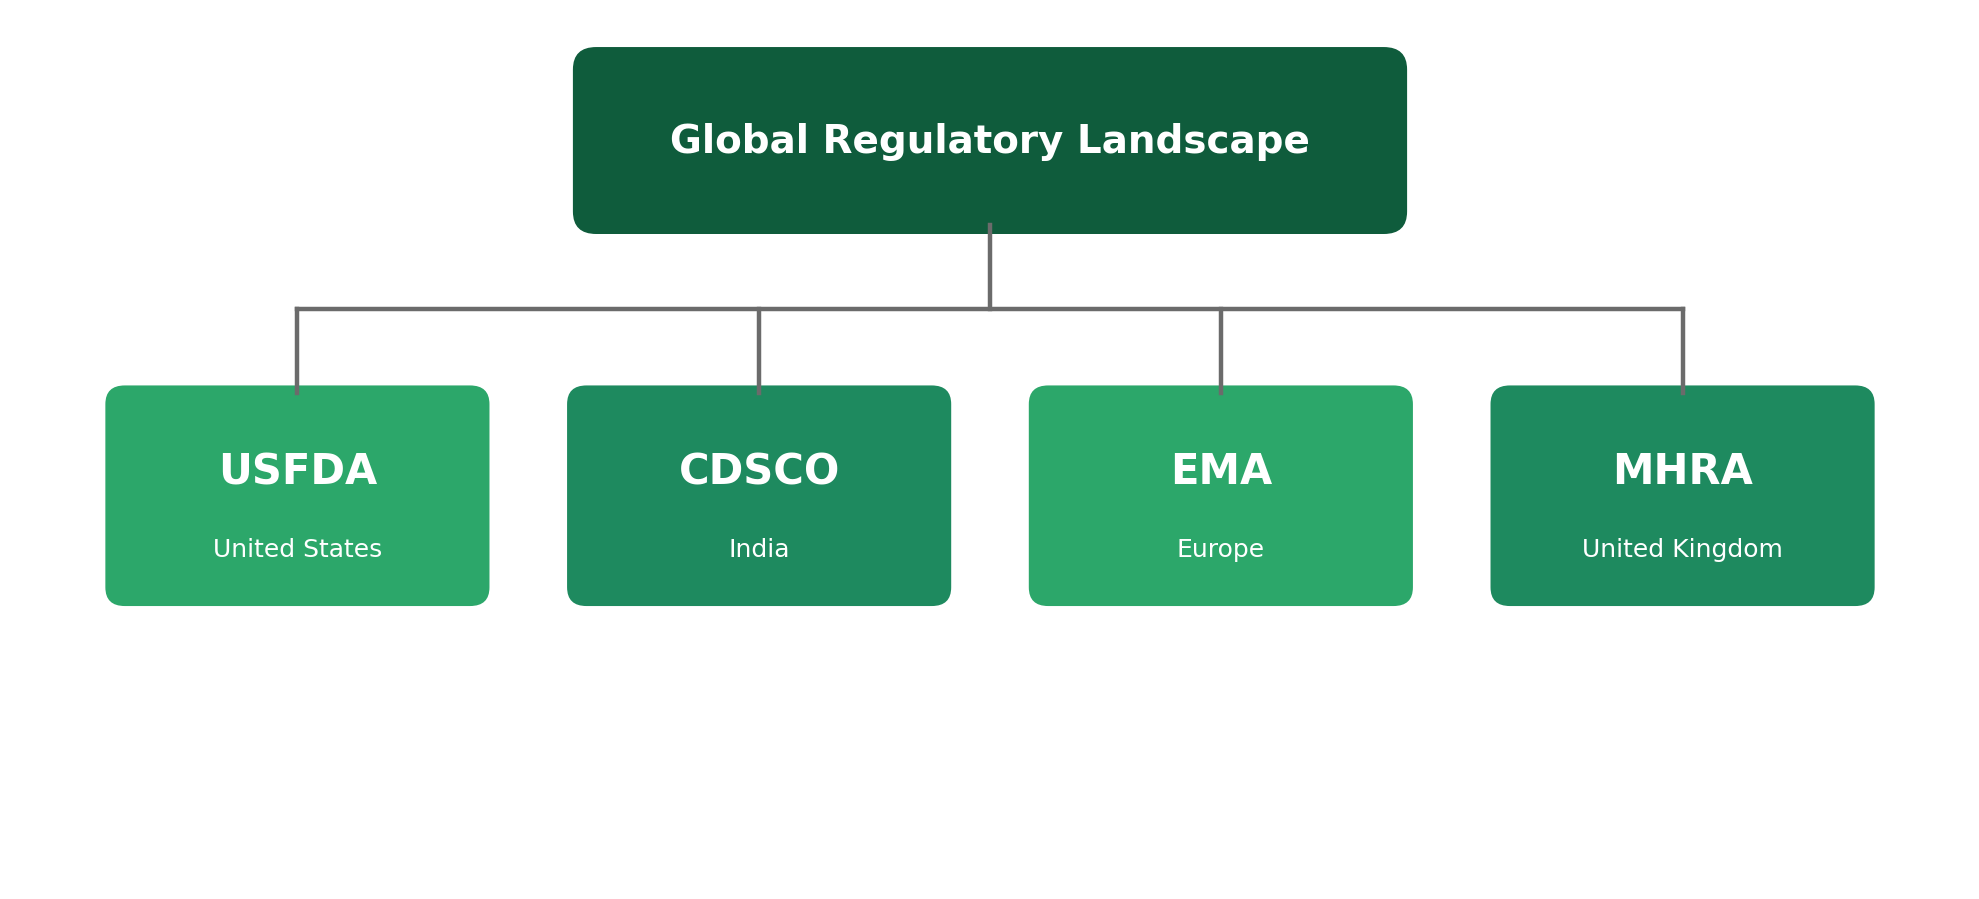 Global Regulatory Landscape
USFDA
United States
CDSCO
India
EMA
Europe
MHRA
United Kingdom